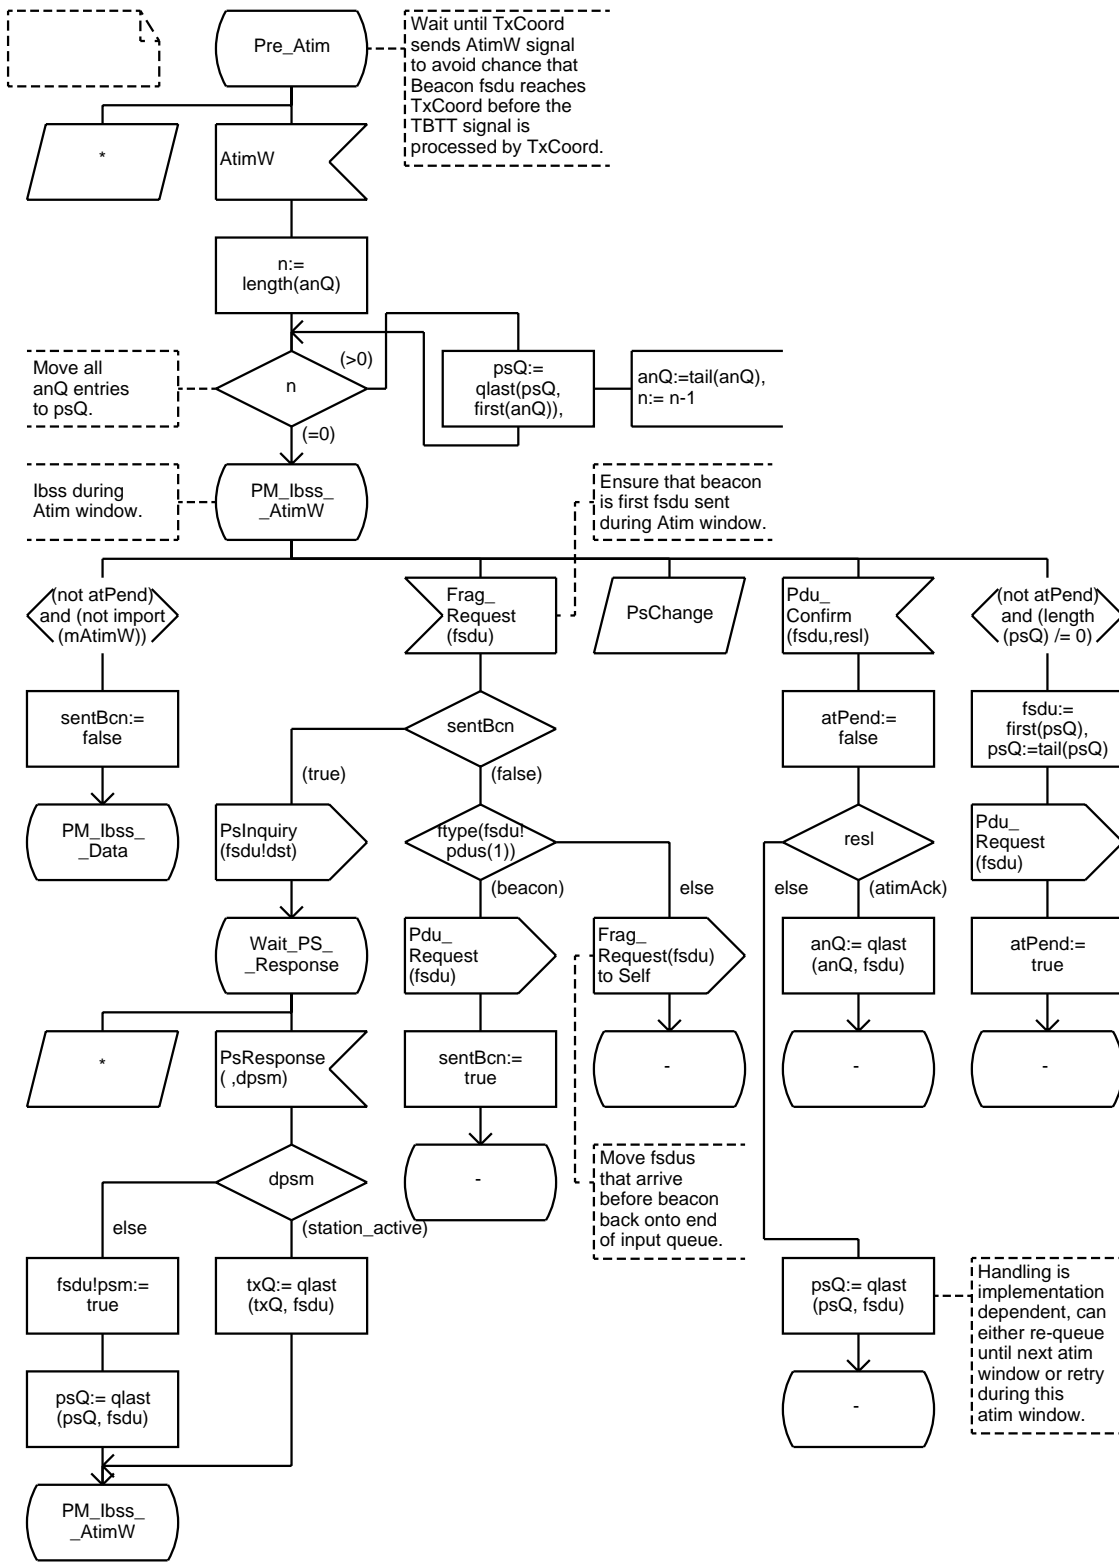 Pre_Atim
Wait until TxCoord
sends AtimW signal
to avoid chance that
Beacon fsdu reaches
TxCoord before the
TBTT signal is
processed by TxCoord.
*
AtimW
n:=
length(anQ)
Move all
anQ entries
to psQ.
n
(>0)
(=0)
psQ:=
qlast(psQ,
first(anQ)),
anQ:=tail(anQ),
n:= n-1
Ibss during
Atim window.
PM_Ibss_
_AtimW
Ensure that beacon
is first fsdu sent
during Atim window.
(not atPend)
and (not import
(mAtimW))
Frag_
Request
(fsdu)
PsChange
Pdu_
Confirm
(fsdu,resl)
(not atPend)
and (length
(psQ) /= 0)
sentBcn:=
false
sentBcn
(true)
(false)
atPend:=
false
fsdu:=
first(psQ),
psQ:=tail(psQ)
PM_Ibss_
_Data
PsInquiry
(fsdu!dst)
ftype(fsdu!
pdus(1))
(beacon)
else
resl
else
(atimAck)
Pdu_
Request
(fsdu)
Wait_PS_
_Response
Pdu_
Request
(fsdu)
Frag_
Request(fsdu)
to Self
anQ:= qlast
(anQ, fsdu)
atPend:=
true
*
PsResponse
( ,dpsm)
sentBcn:=
true
-
-
-
dpsm
else
(station_active)
-
Move fsdus
that arrive
before beacon
back onto end
of input queue.
fsdu!psm:=
true
txQ:= qlast
(txQ, fsdu)
psQ:= qlast
(psQ, fsdu)
Handling is
implementation
dependent, can
either re-queue
until next atim
window or retry
during this
atim window.
psQ:= qlast
(psQ, fsdu)
-
PM_Ibss_
_AtimW